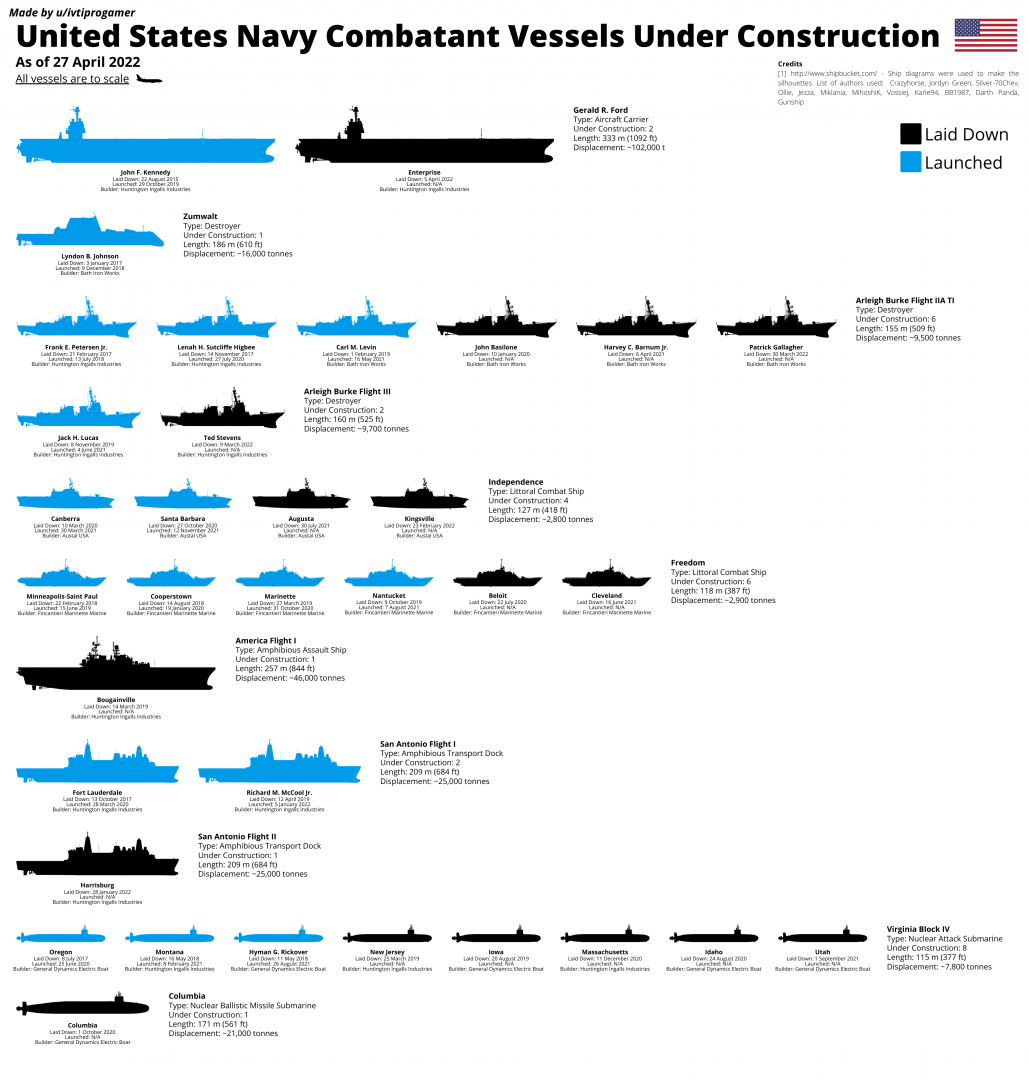 Made by u/ivtiprogamer
United States Navy Combatant Vessels Under Construction
As of 27 April 2022
All vessels are to scale
Credits
[1] http://www.shipbucket.com/ - Ship diagrams were used to make the
silhouettes. List of authors used: Crazyhorse, Jordyn Green, Silver-70Chev,
Ollie, Jezza, Miklania, MihoshiK, Vossiej, Karle94, BB1987, Darth Panda,
Gunship
Laid Down
Launched
John F. Kennedy
Laid Down: 22 August 2015
Launched: 29 October 2019
Builder: Huntington Ingalls Industries
Enterprise
Laid Down: 5 April 2022
Launched: N/A
Builder: Huntington Ingalls Industries
Gerald R. Ford
Type: Aircraft Carrier
Under Construction: 2
Length: 333 m (1092 ft)
Displacement: ~102,000 t
Lyndon B. Johnson
Laid Down: 3 January 2017
Launched: 9 December 2018
Builder: Bath Iron Works
Zumwalt
Type: Destroyer
Under Construction: 1
Length: 186 m (610 ft)
Displacement: ~16,000 tonnes
Frank E. Petersen Jr.
Laid Down: 21 February 2017
Launched: 13 July 2018
Builder: Huntington Ingalls Industries
Lenah H. Sutcliffe Higbee
Laid Down: 14 November 2017
Launched: 27 July 2020
Builder: Huntington Ingalls Industries
Carl M. Levin
Laid Down: 1 February 2019
Launched: 16 May 2021
Builder: Bath Iron Works
John Basilone
Laid Down: 10 January 2020
Launched: N/A
Builder: Bath Iron Works
Harvey C. Barnum Jr.
Laid Down: 6 April 2021
Launched: N/A
Builder: Bath Iron Works
Patrick Gallagher
Laid Down: 30 March 2022
Launched: N/A
Builder: Bath Iron Works
Arleigh Burke Flight IIA TI
Type: Destroyer
Under Construction: 6
Length: 155 m (509 ft)
Displacement: ~9,500 tonnes
Jack H. Lucas
Laid Down: 8 November 2019
Launched: 4 June 2021
Builder: Huntington Ingalls Industries
Ted Stevens
Laid Down: 9 March 2022
Launched: N/A
Builder: Huntington Ingalls Industries
Arleigh Burke Flight III
Type: Destroyer
Under Construction: 2
Length: 160 m (525 ft)
Displacement: ~9,700 tonnes
Canberra
Laid Down: 10 March 2020
Launched: 30 March 2021
Builder: Austal USA
Santa Barbara
Laid Down: 27 October 2020
Launched: 12 November 2021
Builder: Austal USA
Augusta
Laid Down: 30 July 2021
Launched: N/A
Builder: Austal USA
Kingsville
Laid Down: 23 February 2022
Launched: N/A
Builder: Austal USA
Independence
Type: Littoral Combat Ship
Under Construction: 4
Length: 127 m (418 ft)
Displacement: ~2,800 tonnes
Minneapolis-Saint Paul
Laid Down: 22 February 2018
Launched: 15 June 2019
Builder: Fincantieri Marinette Marine
Cooperstown
Laid Down: 14 August 2018
Launched: 19 January 2020
Builder: Fincantieri Marinette Marine
Marinette
Laid Down: 27 March 2019
Launched: 31 October 2020
Builder: Fincantieri Marinette Marine
Nantucket
Laid Down: 9 October 2019
Launched: 7 August 2021
Builder: Fincantieri Marinette Marine
Beloit
Laid Down: 22 July 2020
Launched: N/A
Builder: Fincantieri Marinette Marine
Cleveland
Laid Down: 16 June 2021
Launched: N/A
Builder: Fincantieri Marinette Marine
Freedom
Type: Littoral Combat Ship
Under Construction: 6
Length: 118 m (387 ft)
Displacement: ~2,900 tonnes
Bougainville
Laid Down: 14 March 2019
Launched: N/A
Builder: Huntington Ingalls Industries
America Flight I
Type: Amphibious Assault Ship
Under Construction: 1
Length: 257 m (844 ft)
Displacement: ~46,000 tonnes
Fort Lauderdale
Laid Down: 13 October 2017
Launched: 28 March 2020
Builder: Huntington Ingalls Industries
Richard M. McCool Jr.
Laid Down: 12 April 2019
Launched: 5 January 2022
Builder: Huntington Ingalls Industries
San Antonio Flight I
Type: Amphibious Transport Dock
Under Construction: 2
Length: 209 m (684 ft)
Displacement: ~25,000 tonnes
Harrisburg
Laid Down: 28 January 2022
Launched: N/A
Builder: Huntington Ingalls Industries
San Antonio Flight II
Type: Amphibious Transport Dock
Under Construction: 1
Length: 209 m (684 ft)
Displacement: ~25,000 tonnes
Oregon
Laid Down: 8 July 2017
Launched: 25 June 2020
Builder: General Dynamics Electric Boat
Montana
Laid Down: 16 May 2018
Launched: 8 February 2021
Builder: Huntington Ingalls Industries
Hyman G. Rickover
Laid Down: 11 May 2018
Launched: 26 August 2021
Builder: General Dynamics Electric Boat
New Jersey
Laid Down: 25 March 2019
Launched: N/A
Builder: Huntington Ingalls Industries
Iowa
Laid Down: 20 August 2019
Launched: N/A
Builder: General Dynamics Electric Boat
Massachusetts
Laid Down: 11 December 2020
Launched: N/A
Builder: Huntington Ingalls Industries
Idaho
Laid Down: 24 August 2020
Launched: N/A
Builder: General Dynamics Electric Boat
Utah
Laid Down: 1 September 2021
Launched: N/A
Builder: General Dynamics Electric Boat
Virginia Block IV
Type: Nuclear Attack Submarine
Under Construction: 8
Length: 115 m (377 ft)
Displacement: ~7,800 tonnes
Columbia
Laid Down: 1 October 2020
Launched: N/A
Builder: General Dynamics Electric Boat
Columbia
Type: Nuclear Ballistic Missile Submarine
Under Construction: 1
Length: 171 m (561 ft)
Displacement: ~21,000 tonnes